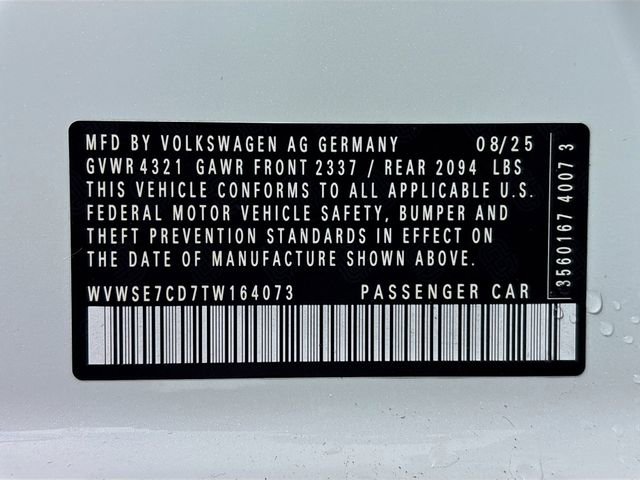 MFD BY VOLKSWAGEN AG GERMANY 08/25
GVWR 4321 GAWR FRONT 2337 / REAR 2094 LBS
THIS VEHICLE CONFORMS TO ALL APPLICABLE U.S.
FEDERAL MOTOR VEHICLE SAFETY, BUMPER AND
THEFT PREVENTION STANDARDS IN EFFECT ON
THE DATE OF MANUFACTURE SHOWN ABOVE.
WVWSE7CD7TW164073 PASSENGER CAR
3560167 40073